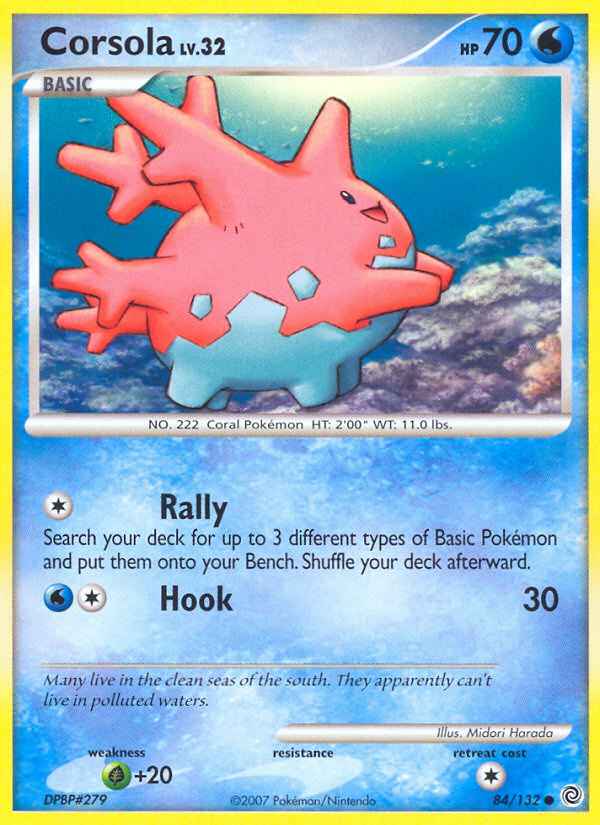 Corsola LV.32
HP 70
BASIC
NO. 222 Coral Pokémon HT: 2'00" WT: 11.0 lbs.
Rally
Search your deck for up to 3 different types of Basic Pokémon
and put them onto your Bench. Shuffle your deck afterward.
Hook 30
Many live in the clean seas of the south. They apparently can't
live in polluted waters.
Illus. Midori Harada
weakness resistance retreat cost
+20
DPBP#279 ©2007 Pokémon/Nintendo 84/132